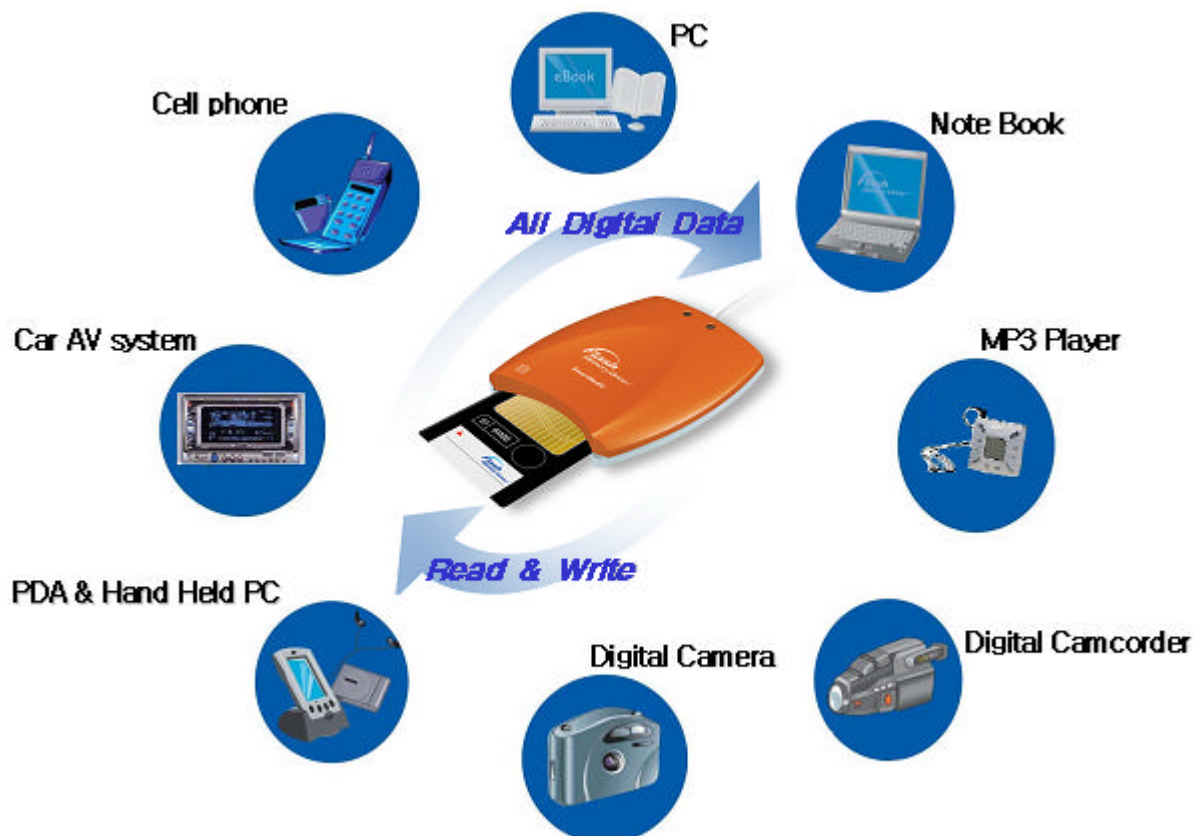 PC
Cell phone
eBook
Note Book
All Digital Data
Car AV system
MP3 Player
Read & Write
PDA & Hand Held PC
Digital Camera
Digital Camcorder